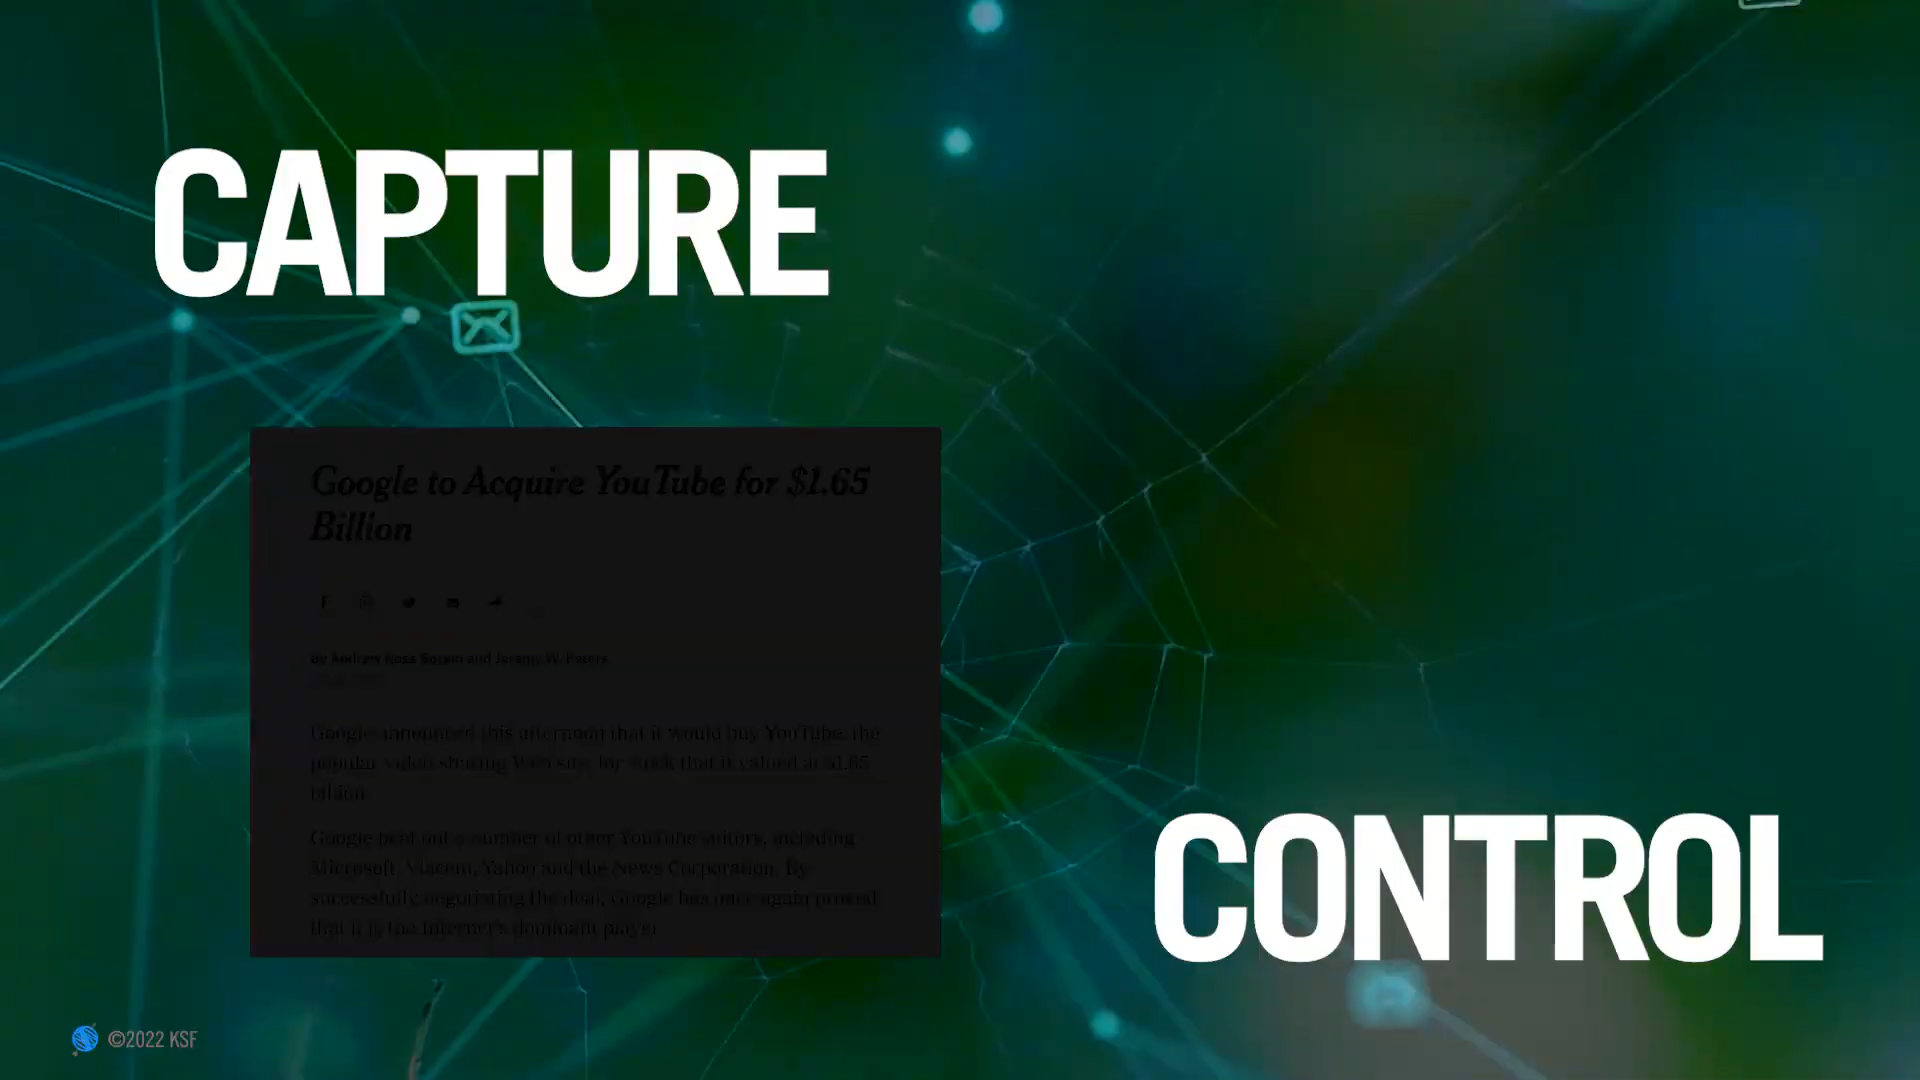 CAPTURE
Google to Acquire YouTube for $1.65
Billion
By Andrew Ross Sorkin and Jeremy W. Peters
Google announced this afternoon that it would buy YouTube, the
popular video sharing Web site, for stock that it valued at $1.65
billion.
Google beat out a number of other YouTube suitors, including
Microsoft, Viacom, Yahoo and the News Corporation. By
successfully negotiating the deal, Google has once again proved
that it is the Internet's dominant player
CONTROL
©2022 KSF